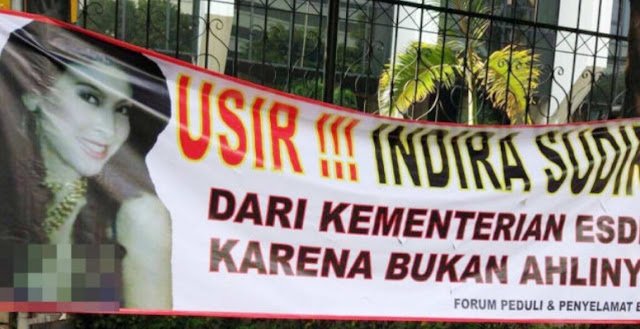 USIR !!! INDIRA
DARI KEMENTERIAN
KARENA BUKAN
FORUM PEDULI & PENYELAMAT